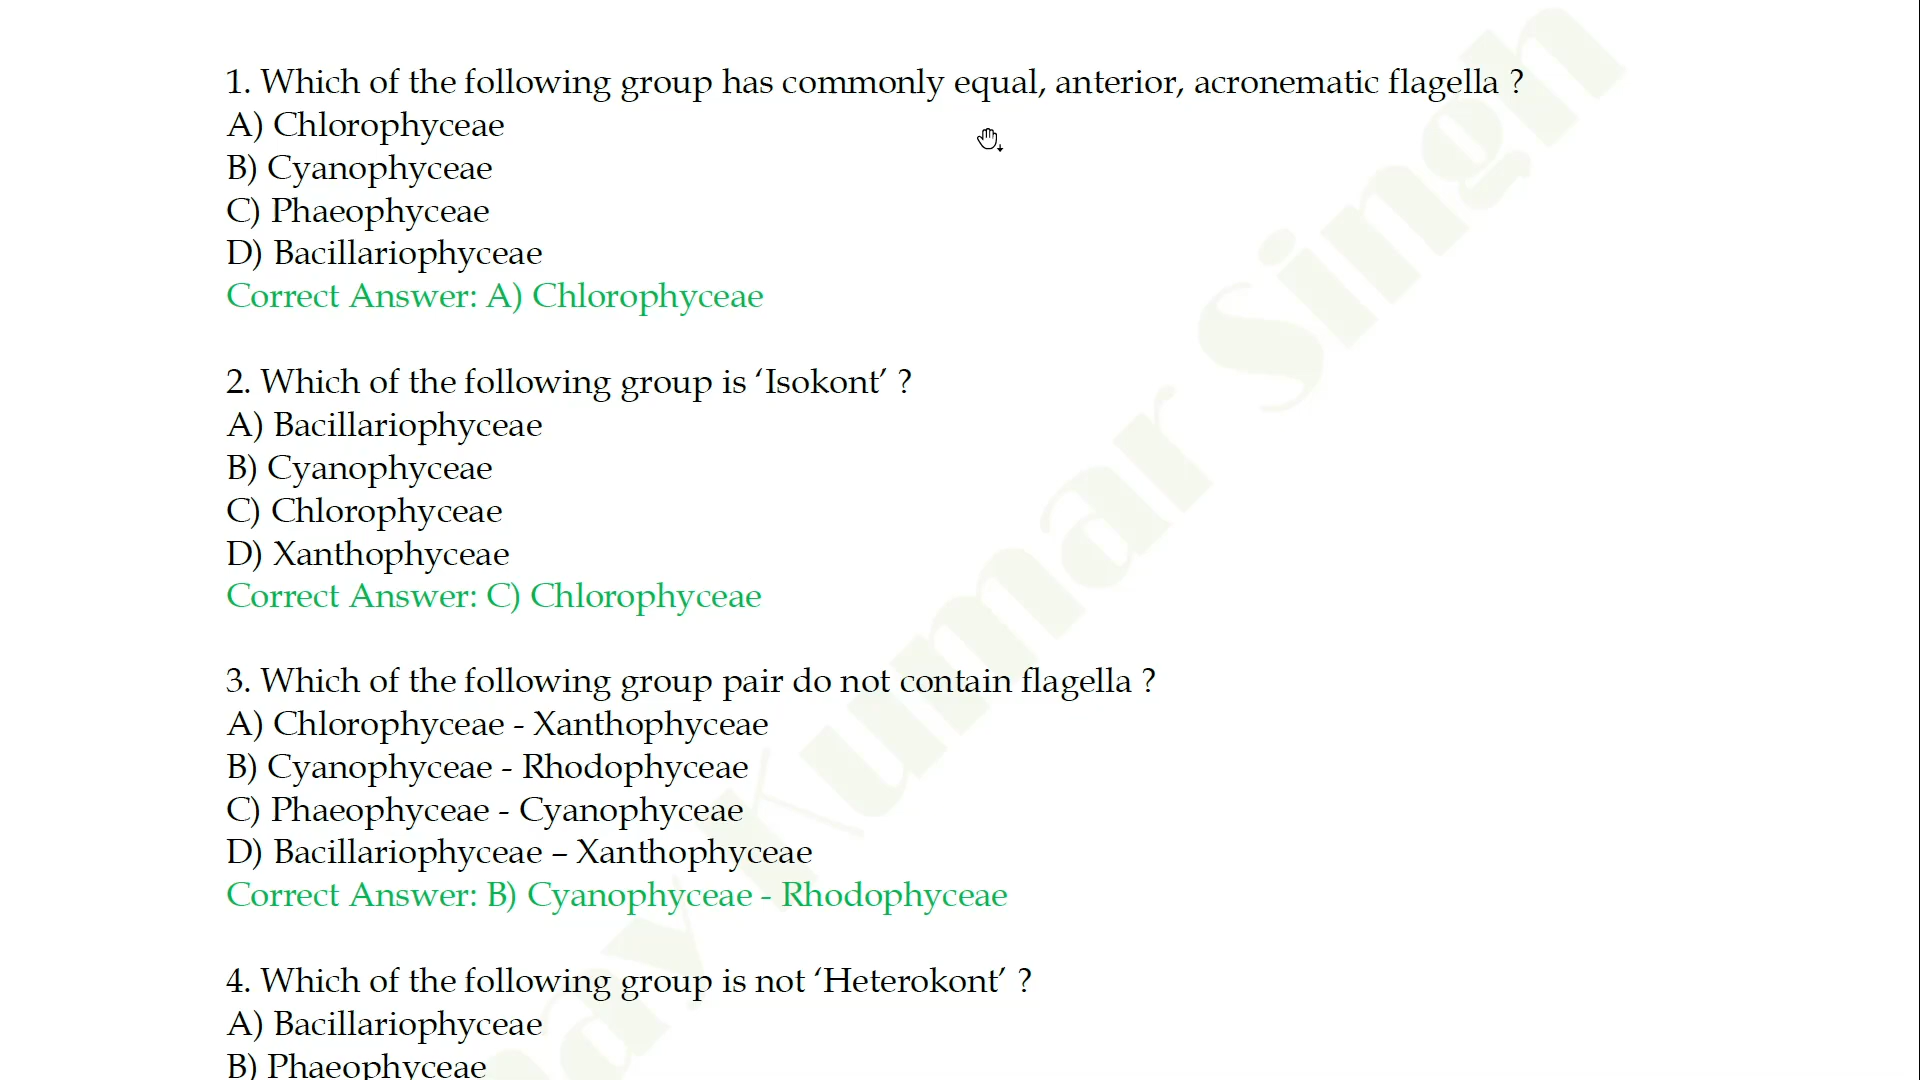 1. Which of the following group has commonly equal, anterior, acronematic flagella ?
A) Chlorophyceae
B) Cyanophyceae
C) Phaeophyceae
D) Bacillariophyceae
Correct Answer: A) Chlorophyceae
2. Which of the following group is ‘Isokont’ ?
A) Bacillariophyceae
B) Cyanophyceae
C) Chlorophyceae
D) Xanthophyceae
Correct Answer: C) Chlorophyceae
3. Which of the following group pair do not contain flagella ?
A) Chlorophyceae - Xanthophyceae
B) Cyanophyceae - Rhodophyceae
C) Phaeophyceae - Cyanophyceae
D) Bacillariophyceae – Xanthophyceae
Correct Answer: B) Cyanophyceae - Rhodophyceae
4. Which of the following group is not ‘Heterokont’ ?
A) Bacillariophyceae
B) Phaeophyceae
Kumar Singh